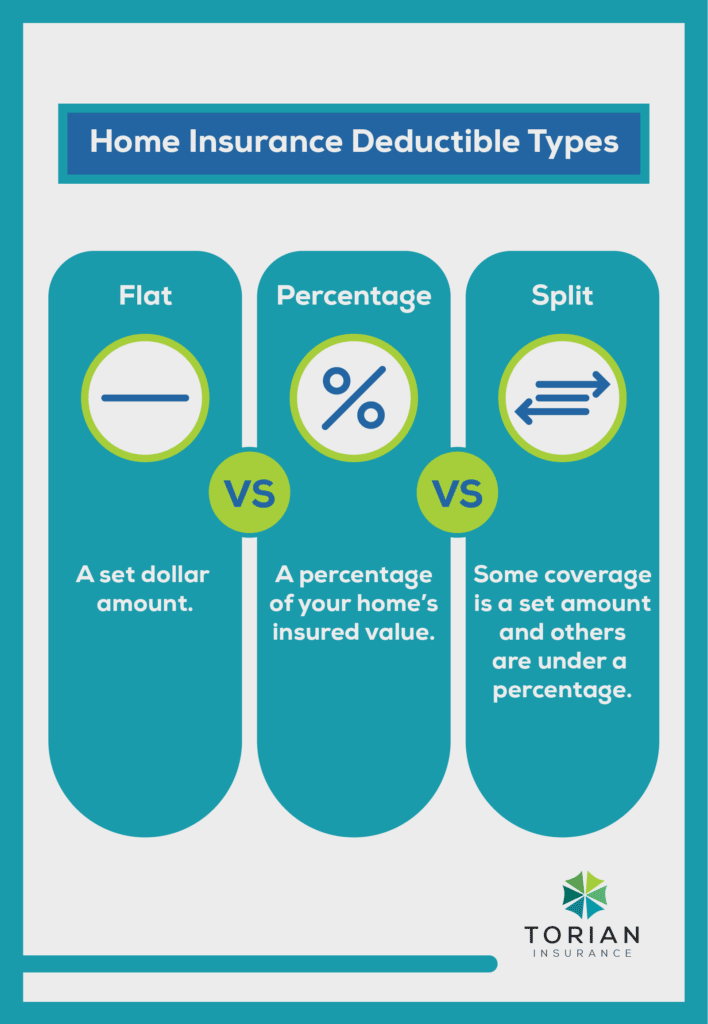 Home Insurance Deductible Types
Flat
A set dollar
amount.
VS
Percentage
%
A percentage
of your home's
insured value.
VS
Split
Some coverage
is a set amount
and others
are under a
percentage.
TORIAN
INSURANCE